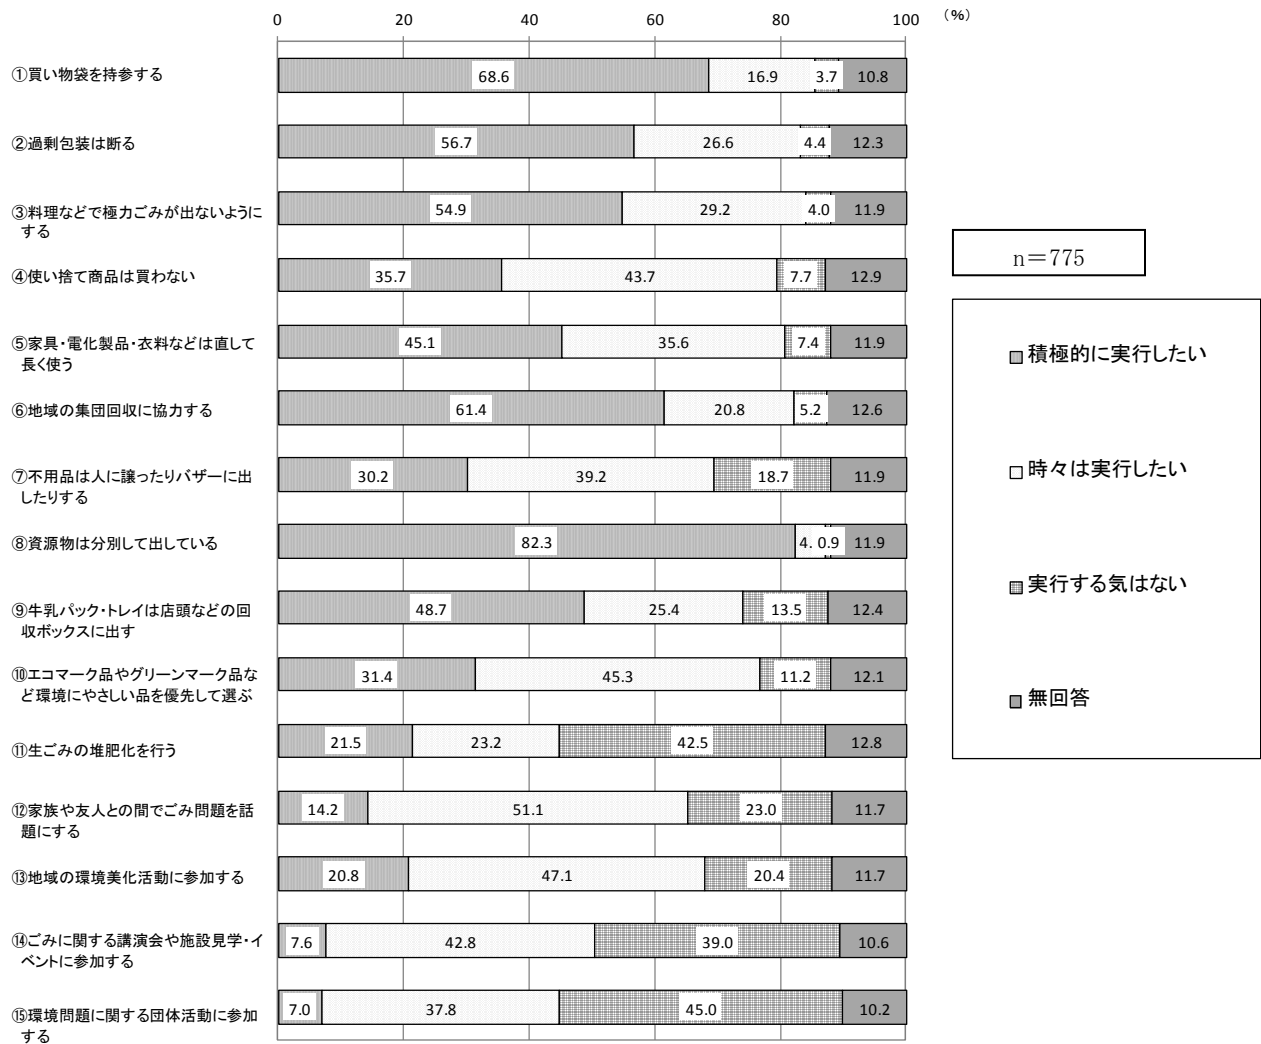 0 20 40 60 80 100 (%)
①買い物袋を持参する
68.6 16.9 3.7 10.8
②過剰包装は断る
56.7 26.6 4.4 12.3
③料理などで極力ごみが出ないように
する
54.9 29.2 4.0 11.9
④使い捨て商品は買わない
35.7 43.7 7.7 12.9
⑤家具・電化製品・衣料などは直して
長く使う
45.1 35.6 7.4 11.9
⑥地域の集団回収に協力する
61.4 20.8 5.2 12.6
⑦不用品は人に譲ったりバザーに出
したりする
30.2 39.2 18.7 11.9
⑧資源物は分別して出している
82.3 4. 0.9 11.9
⑨牛乳パック・トレイは店頭などの回
収ボックスに出す
48.7 25.4 13.5 12.4
⑩エコマーク品やグリーンマーク品な
ど環境にやさしい品を優先して選ぶ
31.4 45.3 11.2 12.1
⑪生ごみの堆肥化を行う
21.5 23.2 42.5 12.8
⑫家族や友人との間でごみ問題を話
題にする
14.2 51.1 23.0 11.7
⑬地域の環境美化活動に参加する
20.8 47.1 20.4 11.7
⑭ごみに関する講演会や施設見学・イ
ベントに参加する
7.6 42.8 39.0 10.6
⑮環境問題に関する団体活動に参加
する
7.0 37.8 45.0 10.2
n＝775
積極的に実行したい
時々は実行したい
実行する気はない
無回答